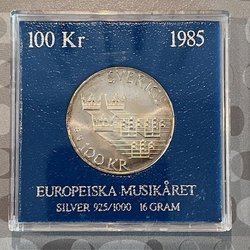 100 Kr 1985
SVERIGE
100 KR
EUROPEISKA MUSIKÅRET
SILVER 925/1000 16 GRAM